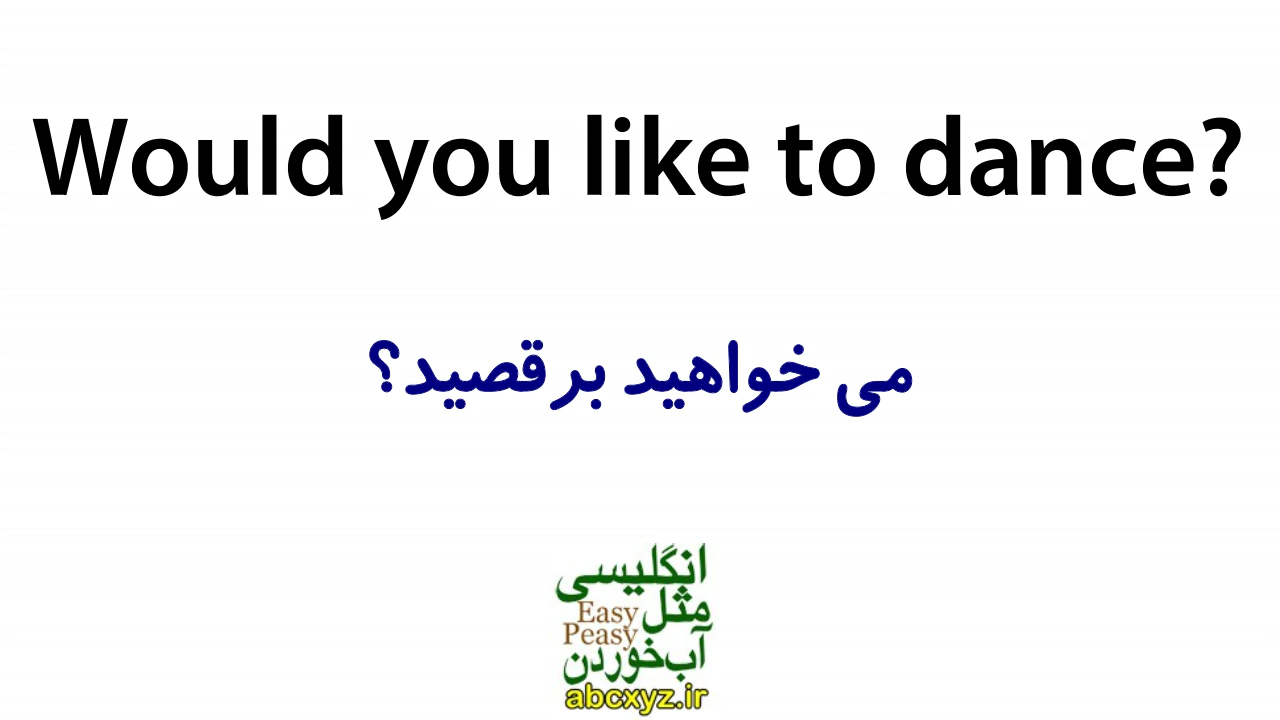 Would you like to dance?
می خواهید برقصید؟
انگلیسی
مثل Easy
Peasy
آب‌خوردن
abcxyz.ir